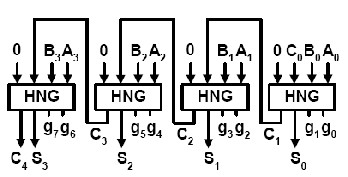 0 B₃ A₃ 0 B₂ A₂ 0 B₁ A₁ 0 C₀ B₀ A₀
HNG HNG HNG HNG
g₇ g₆ C₃ g₅ g₄ C₂ g₃ g₂ C₁ g₁ g₀
C₄ S₃ S₂ S₁ S₀